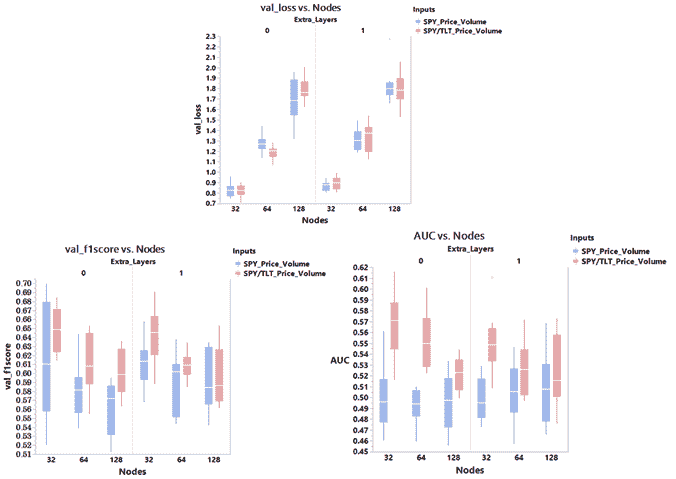 val_loss vs. Nodes
Extra_Layers
0 1
Inputs
SPY_Price_Volume
SPY/TLT_Price_Volume
val_loss
2.3
2.2
2.1
2.0
1.9
1.8
1.7
1.6
1.5
1.4
1.3
1.2
1.1
1.0
0.9
0.8
0.7
32 64 128 32 64 128
Nodes
val_f1score vs. Nodes
Extra_Layers
0 1
Inputs
SPY_Price_Volume
SPY/TLT_Price_Volume
val_f1score
0.70
0.69
0.68
0.67
0.66
0.65
0.64
0.63
0.62
0.61
0.60
0.59
0.58
0.57
0.56
0.55
0.54
0.53
0.52
0.51
32 64 128 32 64 128
Nodes
AUC vs. Nodes
Extra_Layers
0 1
Inputs
SPY_Price_Volume
SPY/TLT_Price_Volume
AUC
0.62
0.61
0.60
0.59
0.58
0.57
0.56
0.55
0.54
0.53
0.52
0.51
0.50
0.49
0.48
0.47
0.46
0.45
32 64 128 32 64 128
Nodes